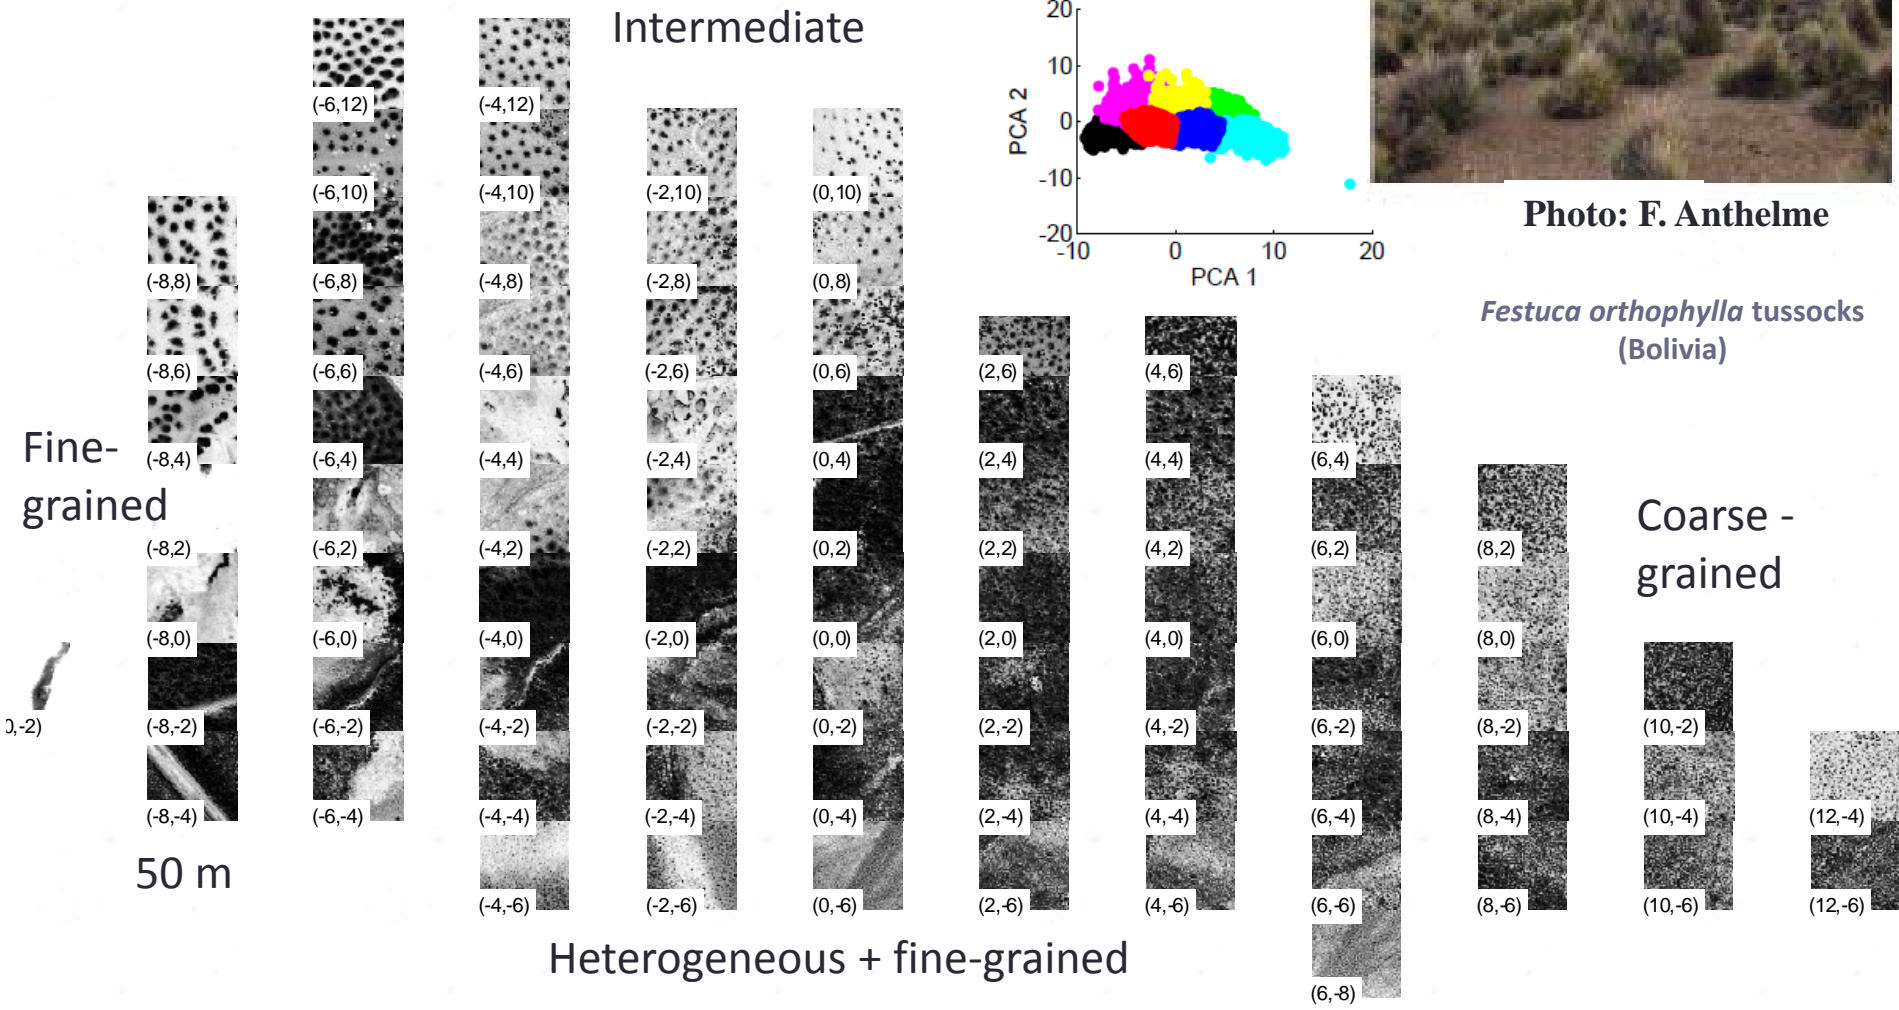 Intermediate
20
10
0
-10
-20
-10 0 10 20
PCA 2
PCA 1
Photo: F. Anthelme
Festuca orthophylla tussocks
(Bolivia)
(-6,12) (-4,12)
(-6,10) (-4,10) (-2,10) (0,10)
(-8,8) (-6,8) (-4,8) (-2,8) (0,8)
(-8,6) (-6,6) (-4,6) (-2,6) (0,6) (2,6) (4,6)
Fine-
grained
(-8,4) (-6,4) (-4,4) (-2,4) (0,4) (2,4) (4,4) (6,4)
(-8,2) (-6,2) (-4,2) (-2,2) (0,2) (2,2) (4,2) (6,2) (8,2)
Coarse -
grained
(-8,0) (-6,0) (-4,0) (-2,0) (0,0) (2,0) (4,0) (6,0) (8,0)
0,-2) (-8,-2) (-6,-2) (-4,-2) (-2,-2) (0,-2) (2,-2) (4,-2) (6,-2) (8,-2) (10,-2)
(-8,-4) (-6,-4) (-4,-4) (-2,-4) (0,-4) (2,-4) (4,-4) (6,-4) (8,-4) (10,-4) (12,-4)
50 m
(-4,-6) (-2,-6) (0,-6) (2,-6) (4,-6) (6,-6) (8,-6) (10,-6) (12,-6)
Heterogeneous + fine-grained
(6,-8)